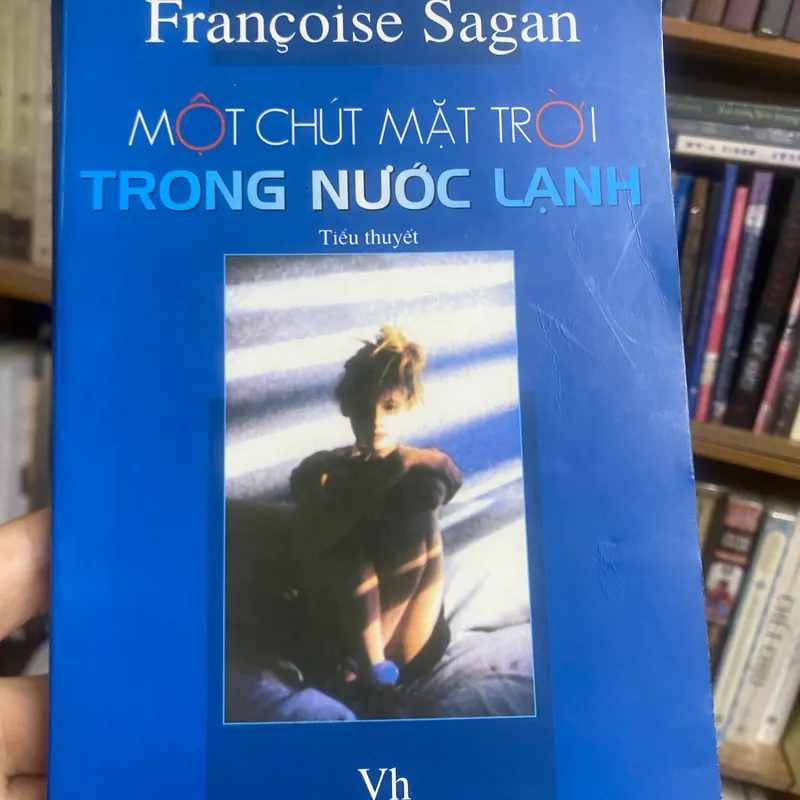 Françoise Sagan
MỘT CHÚT MẶT TRỜI
TRONG NƯỚC LẠNH
Tiểu thuyết
Vh